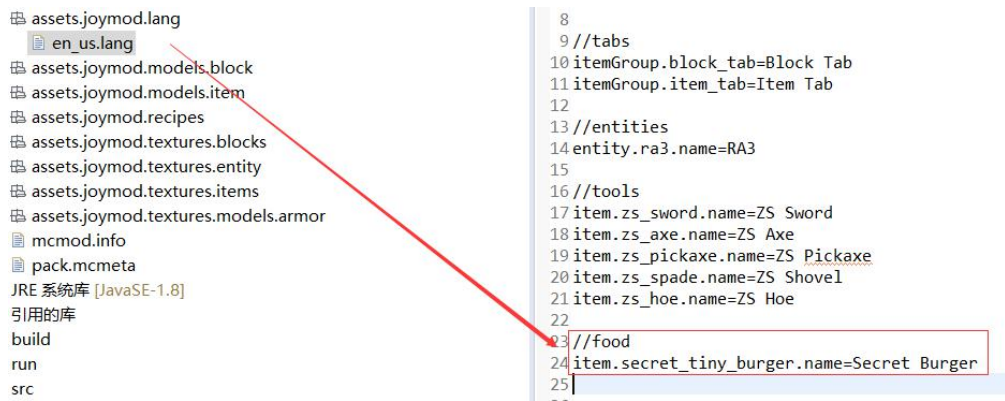 assets.joymod.lang
en_us.lang
assets.joymod.models.block
assets.joymod.models.item
assets.joymod.recipes
assets.joymod.textures.blocks
assets.joymod.textures.entity
assets.joymod.textures.items
assets.joymod.textures.models.armor
mcmod.info
pack.mcmeta
JRE 系统库 [JavaSE-1.8]
引用的库
build
run
src
8
9 //tabs
10 itemGroup.block_tab=Block Tab
11 itemGroup.item_tab=Item Tab
12
13 //entities
14 entity.ra3.name=RA3
15
16 //tools
17 item.zs_sword.name=ZS Sword
18 item.zs_axe.name=ZS Axe
19 item.zs_pickaxe.name=ZS Pickaxe
20 item.zs_spade.name=ZS Shovel
21 item.zs_hoe.name=ZS Hoe
22
23 //food
24 item.secret_tiny_burger.name=Secret Burger
25